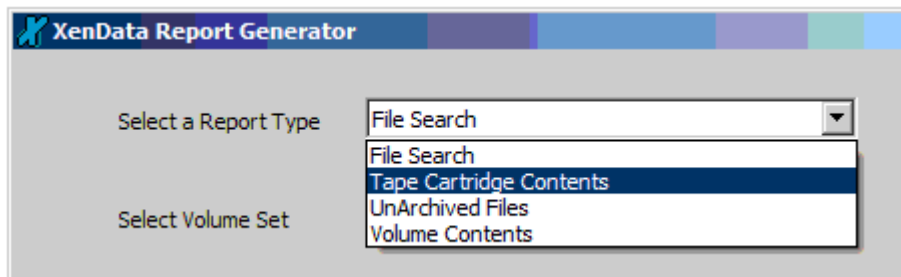 XenData Report Generator
Select a Report Type
File Search
File Search
Tape Cartridge Contents
UnArchived Files
Select Volume Set
Volume Contents